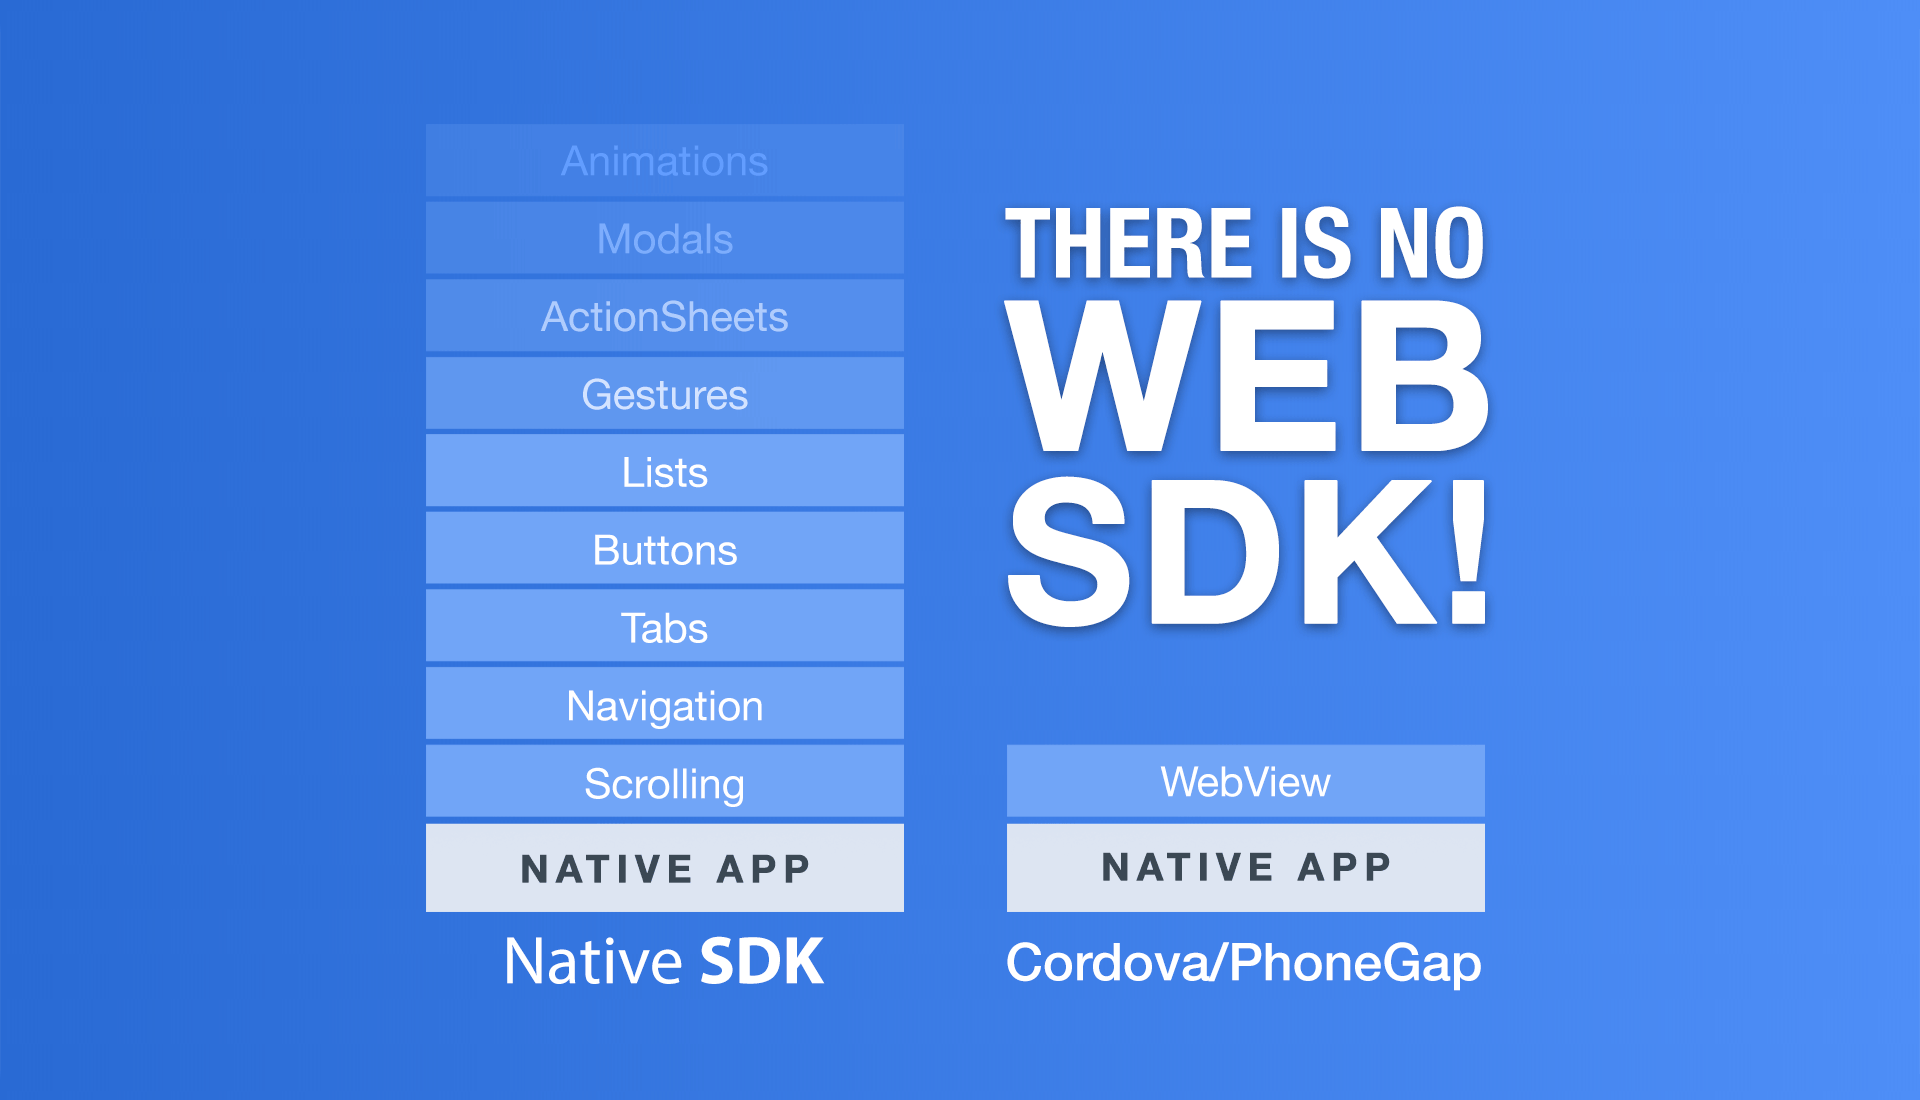 Animations
Modals
ActionSheets
Gestures
Lists
Buttons
Tabs
Navigation
Scrolling
NATIVE APP
Native SDK
THERE IS NO
WEB
SDK!
WebView
NATIVE APP
Cordova/PhoneGap